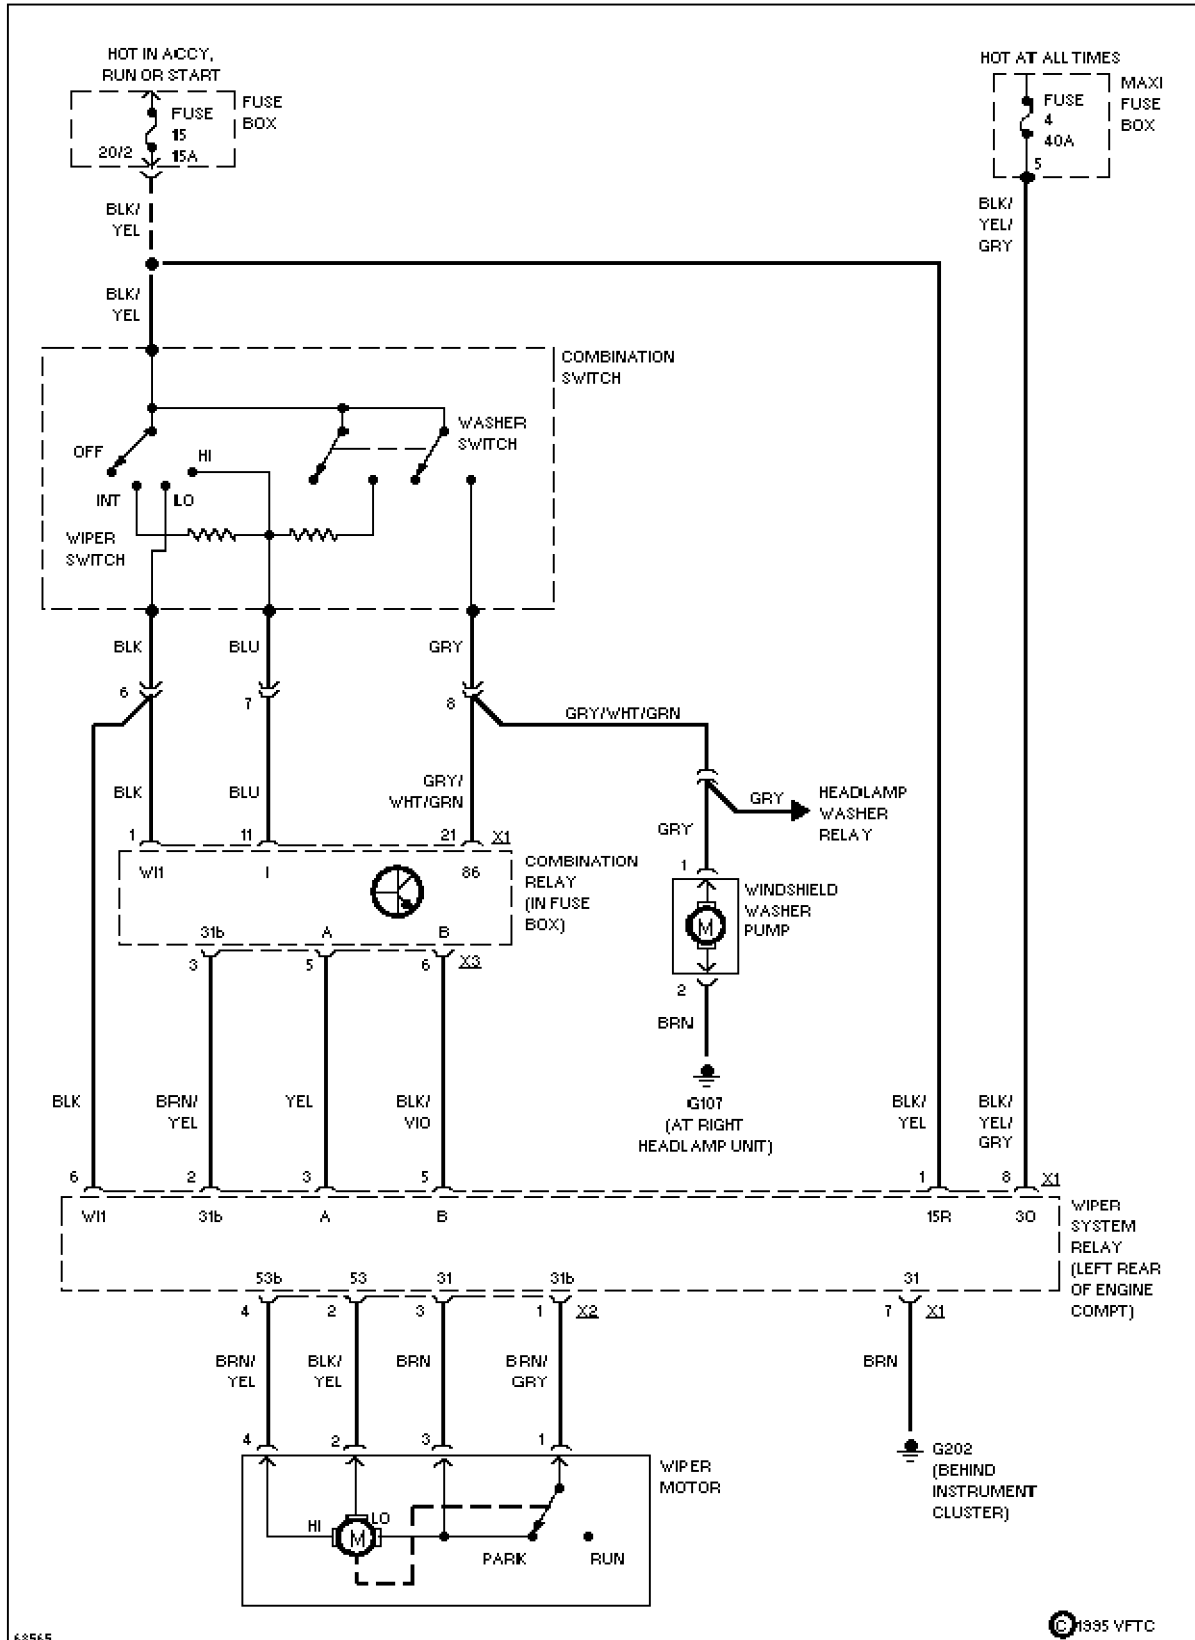 HOT IN ACCY,
RUN OR START
FUSE
15
15A
20/2
FUSE
BOX
HOT AT ALL TIMES
FUSE
4
40A
5
MAXI
FUSE
BOX
BLK/
YEL
BLK/
YEL/
GRY
BLK/
YEL
COMBINATION
SWITCH
OFF
HI
INT
LO
WIPER
SWITCH
WASHER
SWITCH
BLK
BLU
GRY
6
7
8
GRY/WHT/GRN
BLK
BLU
GRY/
WHT/GRN
GRY
HEADLAMP
WASHER
RELAY
GRY
1
11
21
X1
WI1
I
86
COMBINATION
RELAY
(IN FUSE
BOX)
31b
A
B
3
5
6
X3
1
M
WINDSHIELD
WASHER
PUMP
2
BRN
G107
(AT RIGHT
HEADLAMP UNIT)
BLK
BRN/
YEL
YEL
BLK/
VIO
BLK/
YEL
BLK/
YEL/
GRY
6
2
3
5
1
8
X1
WI1
31b
A
B
15R
30
WIPER
SYSTEM
RELAY
(LEFT REAR
OF ENGINE
COMPT)
53b
53
31
31b
31
4
2
3
1
X2
7
X1
BRN/
YEL
BLK/
YEL
BRN
BRN/
GRY
BRN
4
2
3
1
G202
(BEHIND
INSTRUMENT
CLUSTER)
WIPER
MOTOR
HI
M
LO
PARK
RUN
© 1995 VFTC
68565